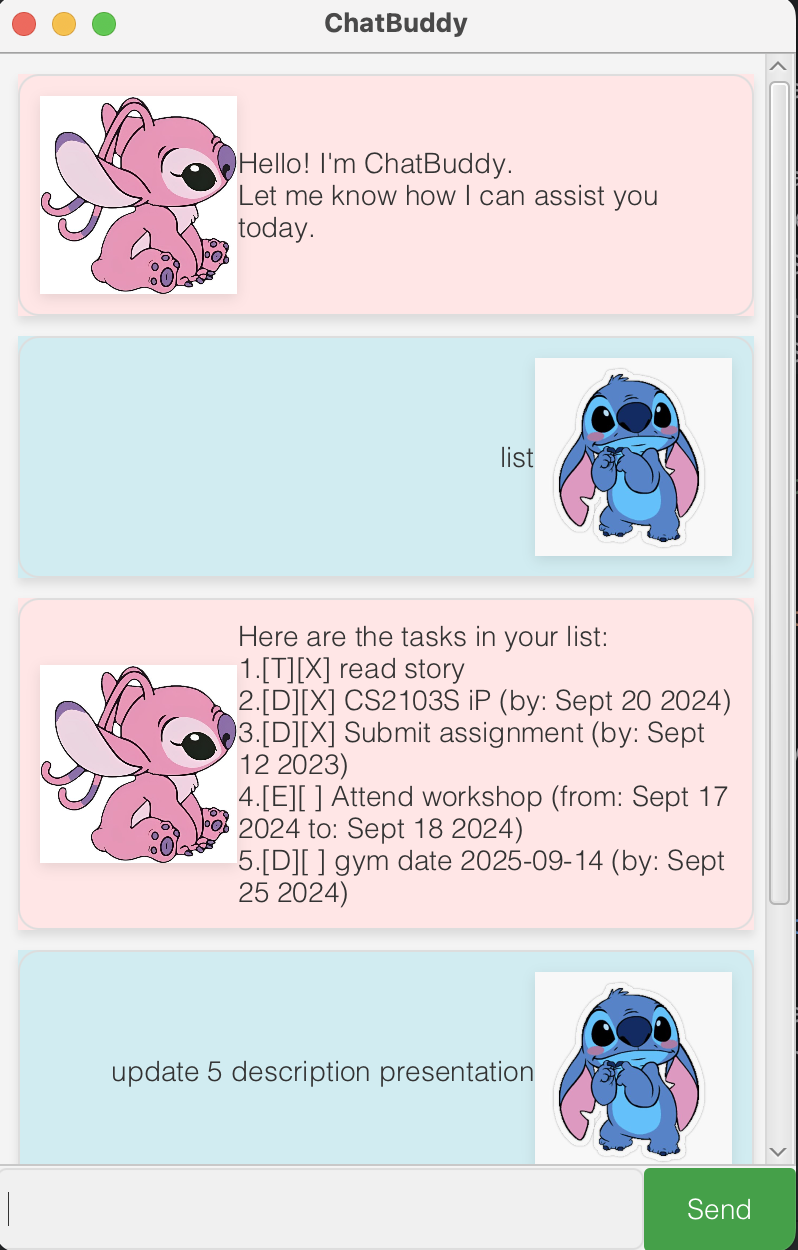 ChatBuddy
Hello! I'm ChatBuddy.
Let me know how I can assist you
today.
list
Here are the tasks in your list:
1.[T][X] read story
2.[D][X] CS2103S iP (by: Sept 20 2024)
3.[D][X] Submit assignment (by: Sept
12 2023)
4.[E][ ] Attend workshop (from: Sept 17
2024 to: Sept 18 2024)
5.[D][ ] gym date 2025-09-14 (by: Sept
25 2024)
update 5 description presentation
Send